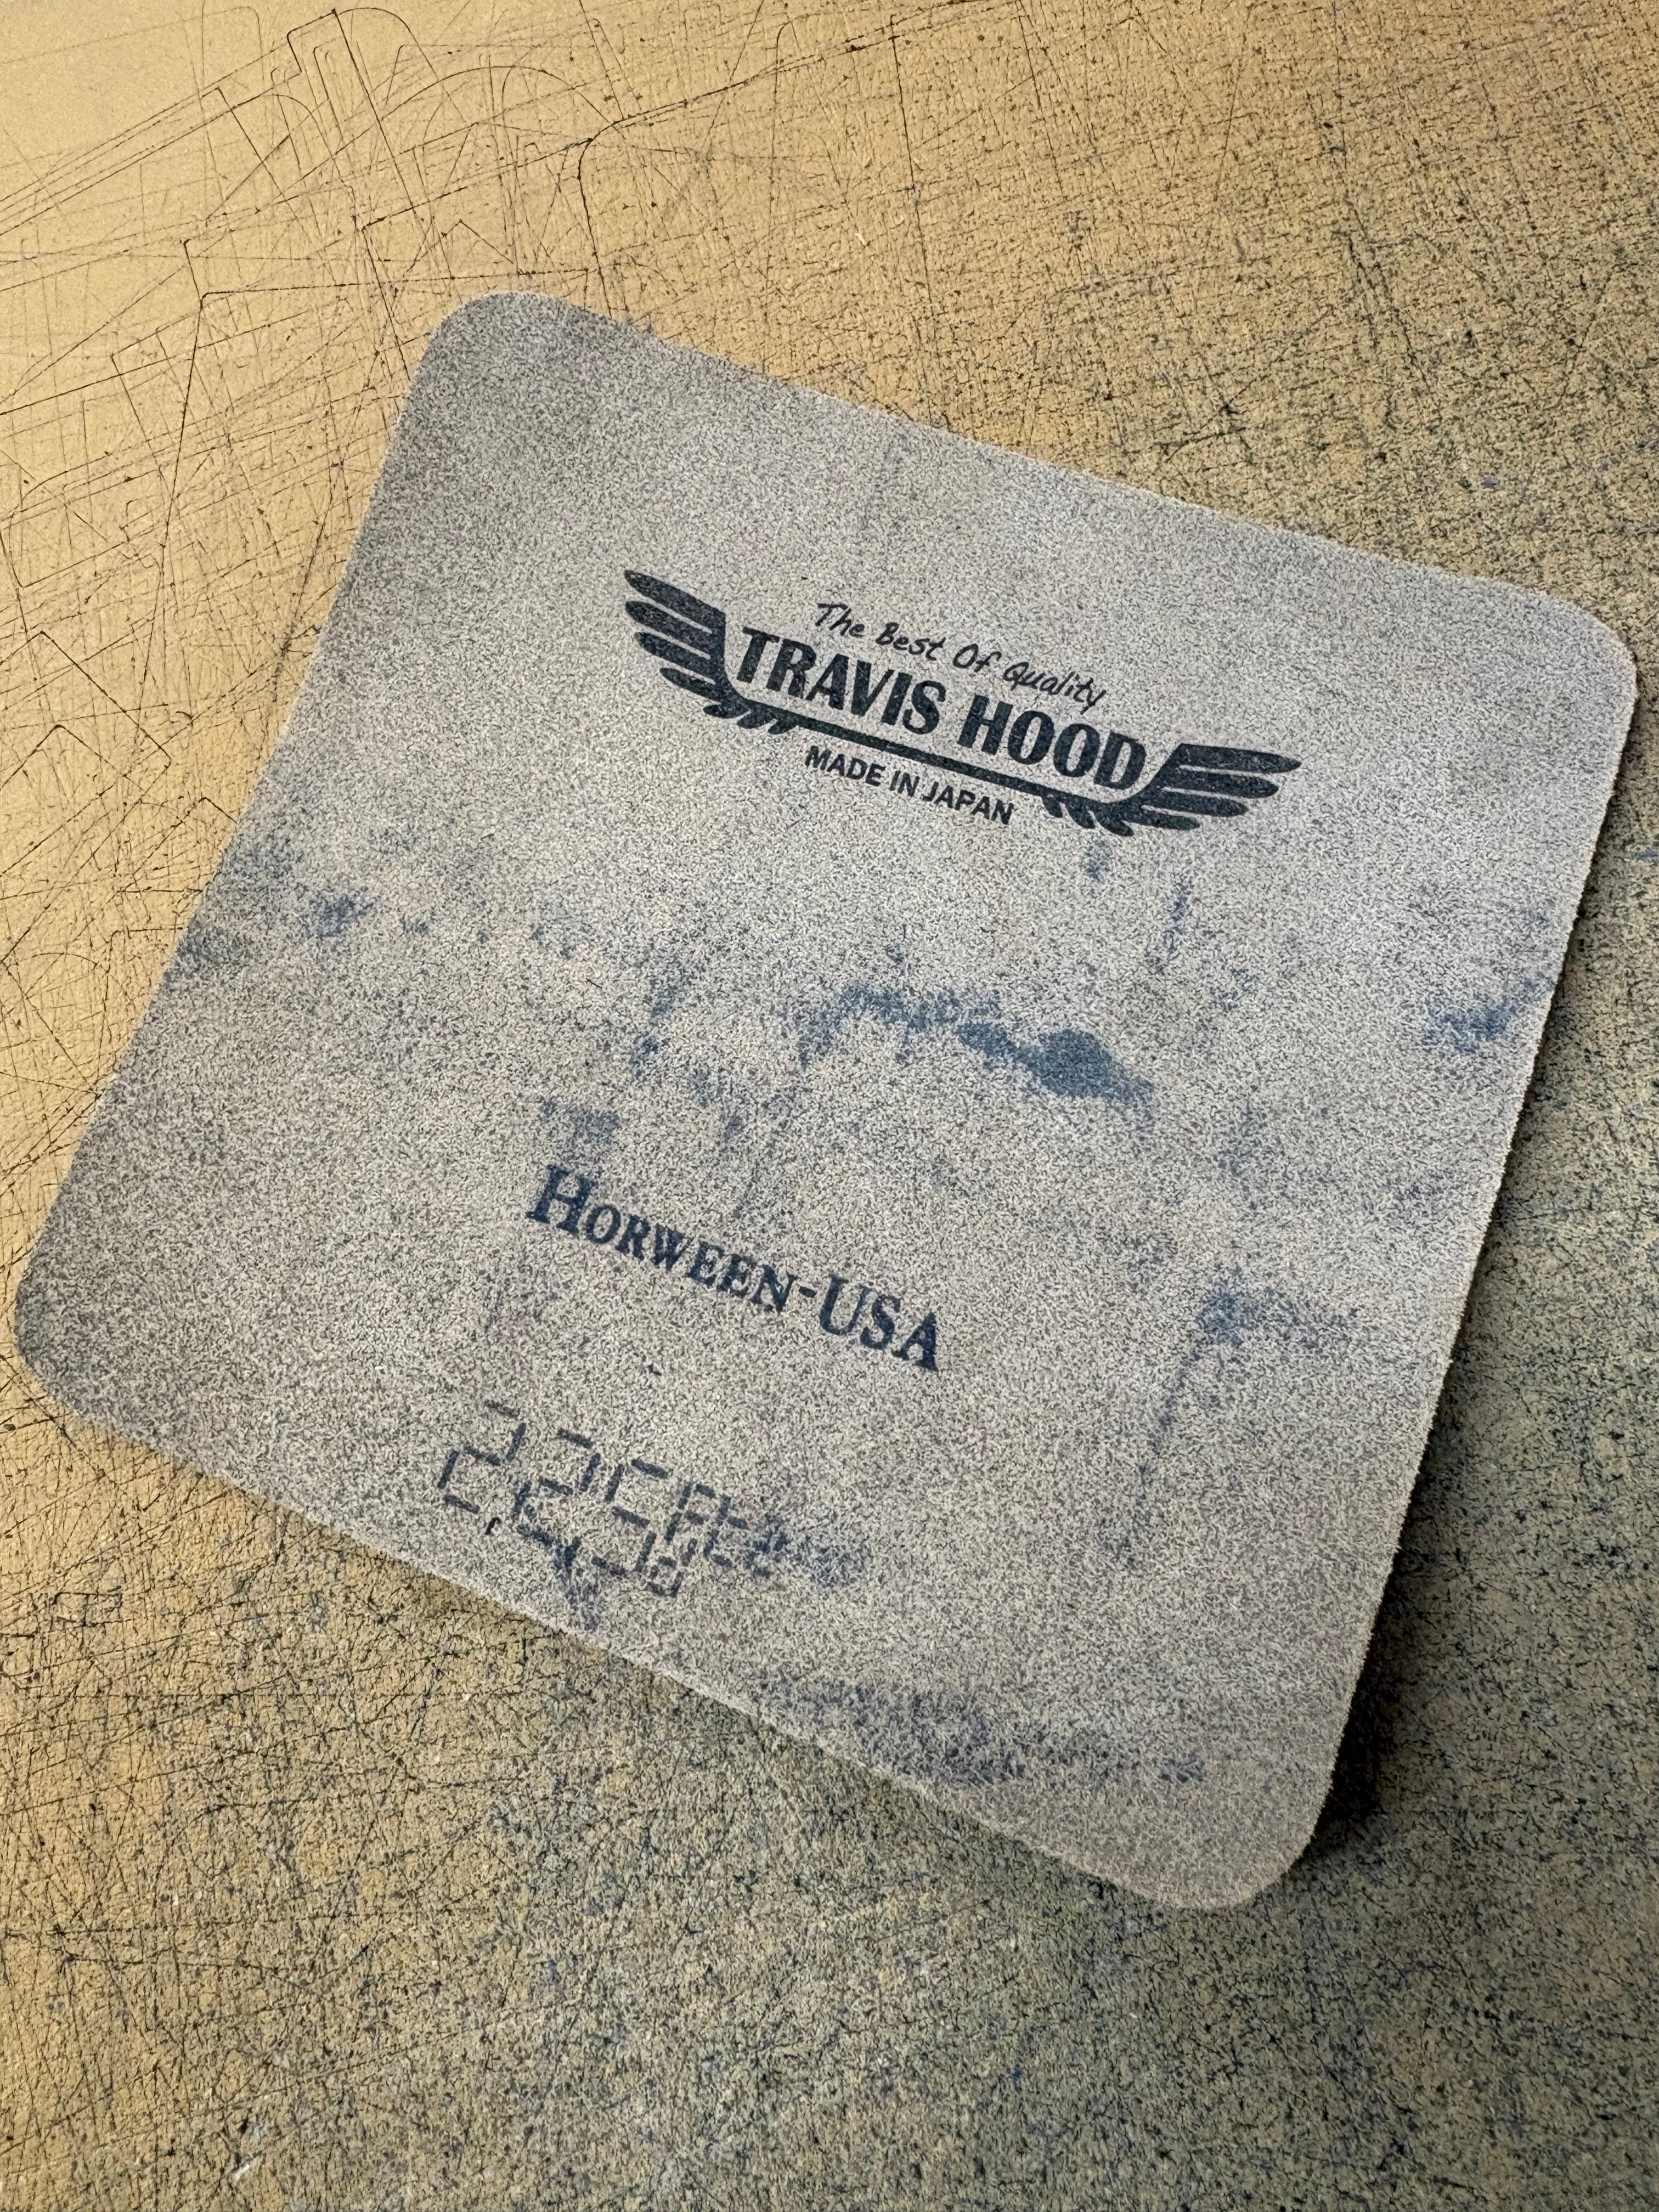 The Best Of Quality
TRAVIS HOOD
MADE IN JAPAN
HORWEEN-USA